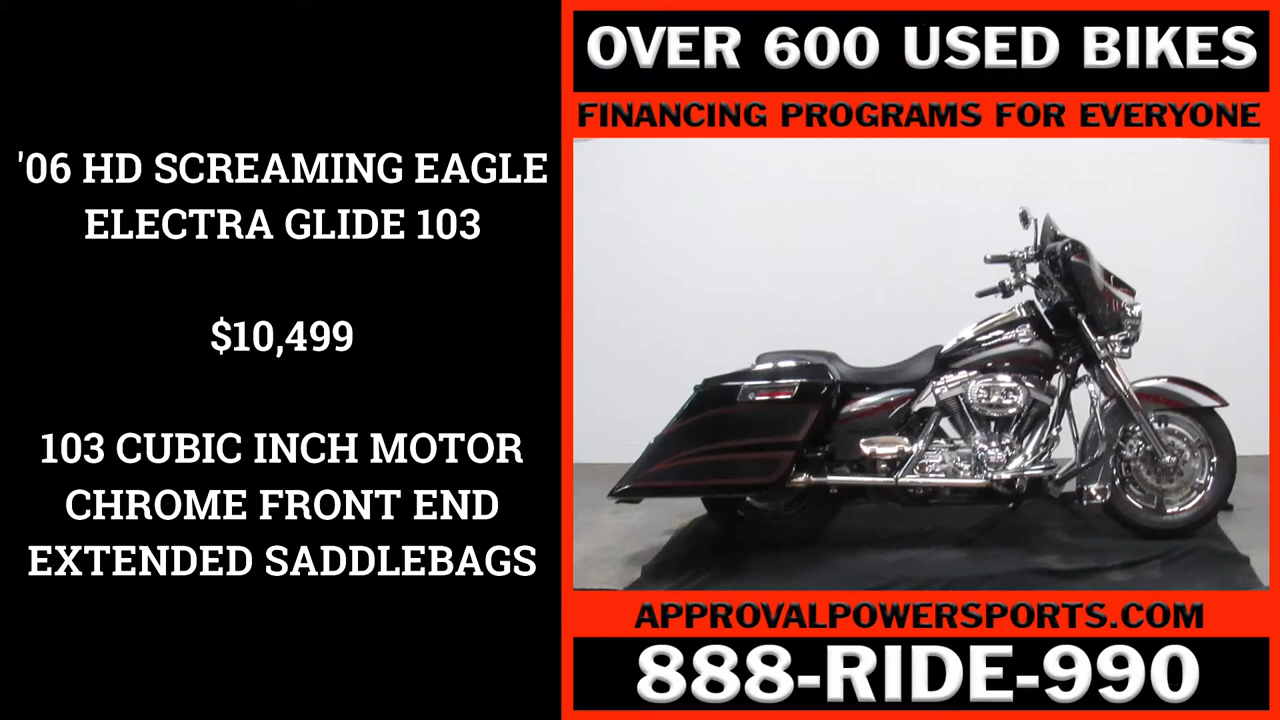 '06 HD SCREAMING EAGLE
ELECTRA GLIDE 103
$10,499
103 CUBIC INCH MOTOR
CHROME FRONT END
EXTENDED SADDLEBAGS
OVER 600 USED BIKES
FINANCING PROGRAMS FOR EVERYONE
APPROVALPOWERSPORTS.COM
888-RIDE-990